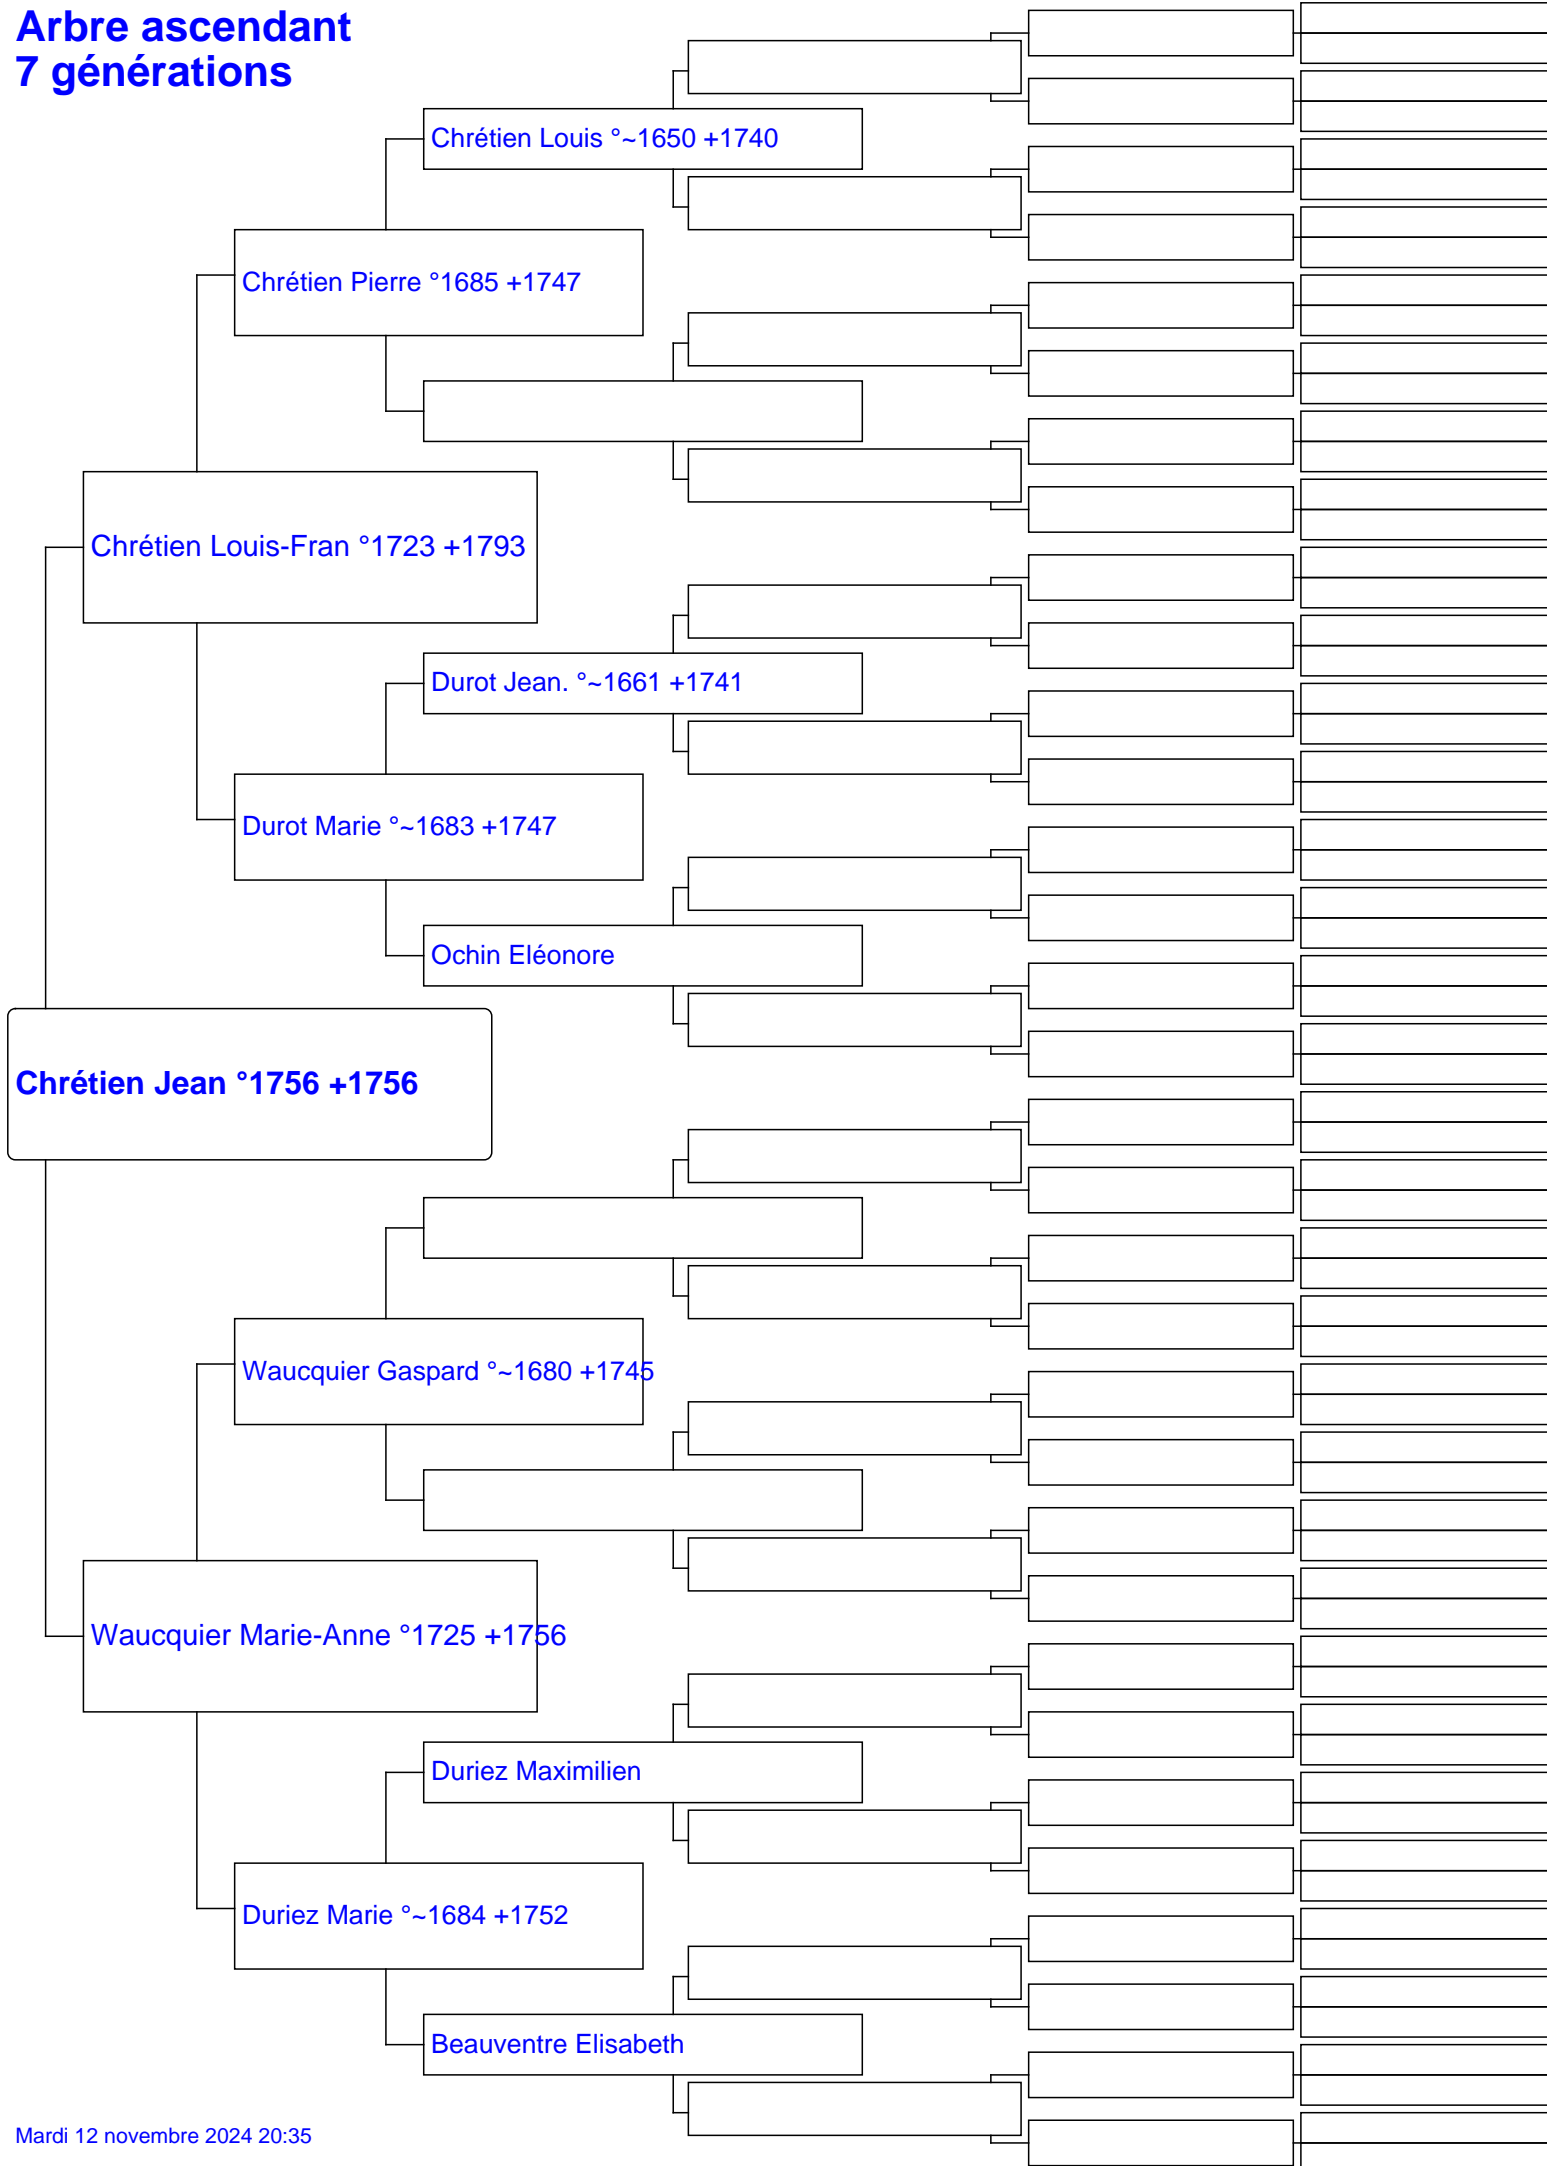 Arbre ascendant
7 générations
Chrétien Louis °~1650 +1740
Chrétien Pierre °1685 +1747
Chrétien Louis-Fran °1723 +1793
Durot Jean. °~1661 +1741
Durot Marie °~1683 +1747
Ochin Eléonore
Chrétien Jean °1756 +1756
Waucquier Gaspard °~1680 +1745
Waucquier Marie-Anne °1725 +1756
Duriez Maximilien
Duriez Marie °~1684 +1752
Beauventre Elisabeth
Mardi 12 novembre 2024 20:35